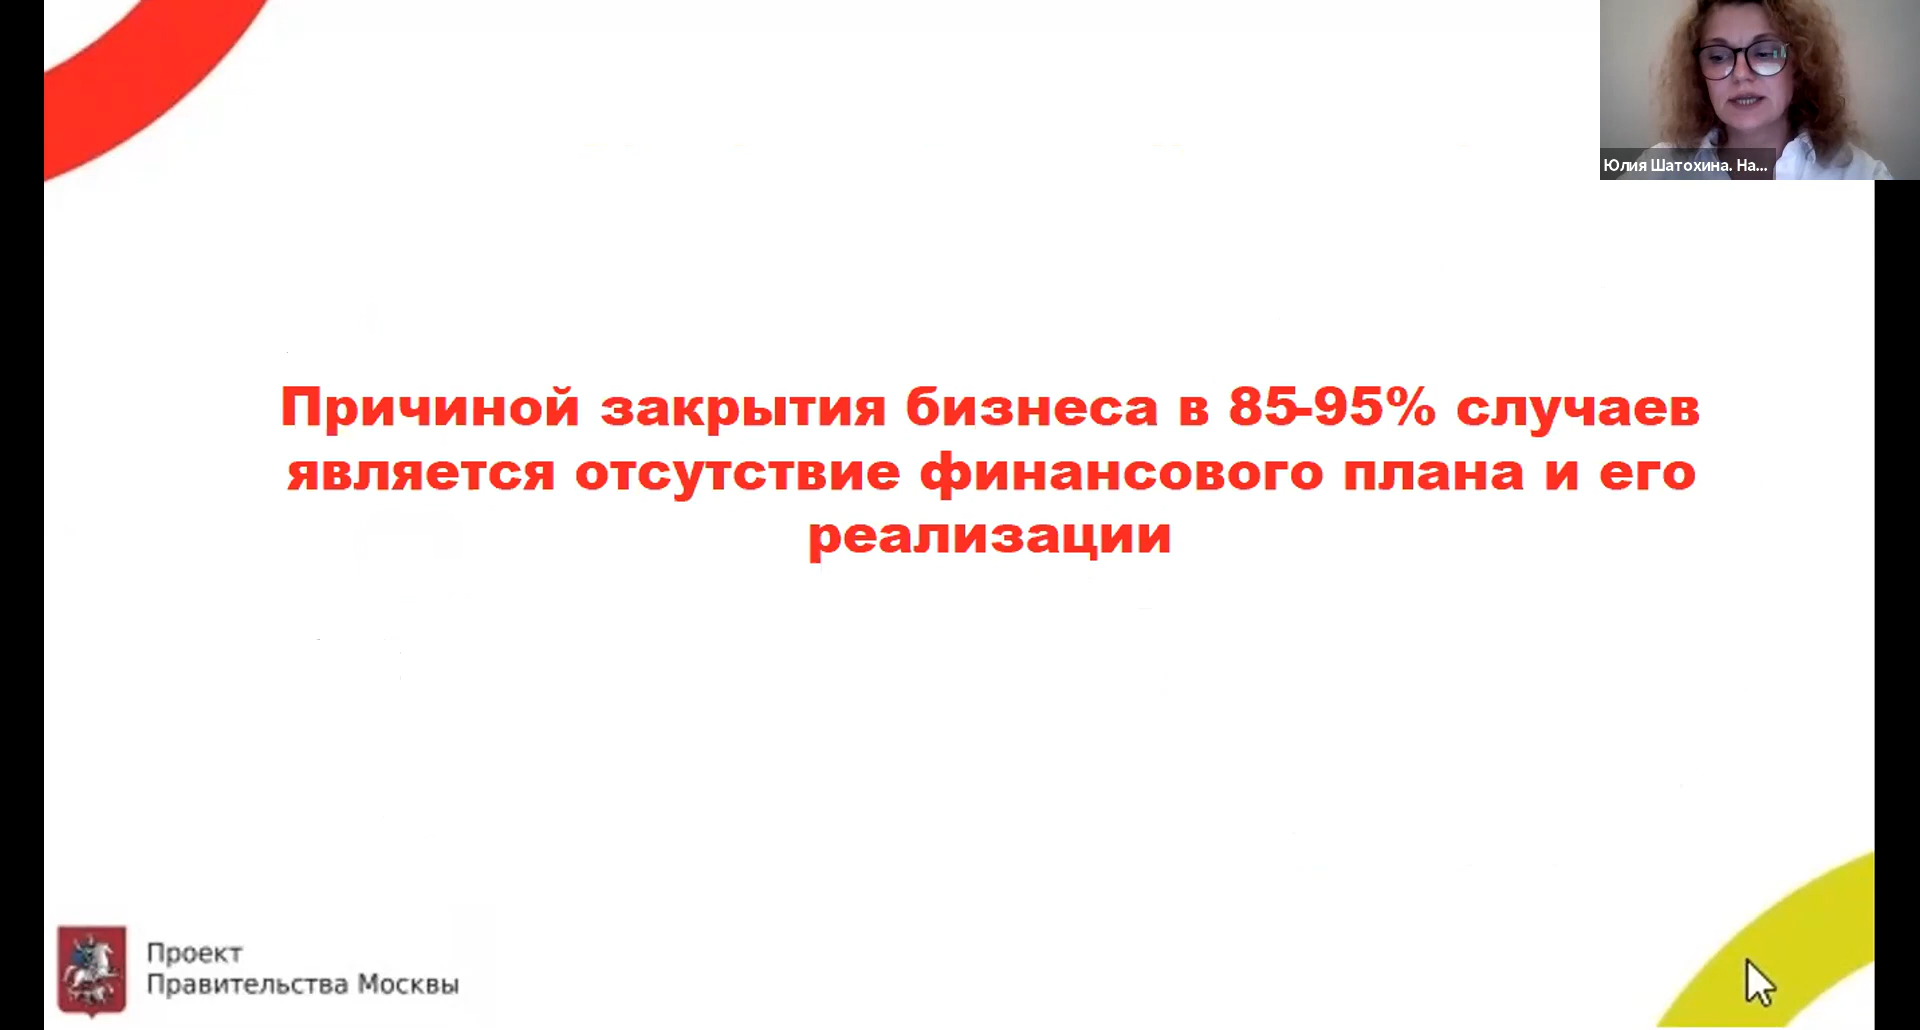 Юлия Шатохина. На...
Причиной закрытия бизнеса в 85-95% случаев
является отсутствие финансового плана и его
реализации
Проект
Правительства Москвы